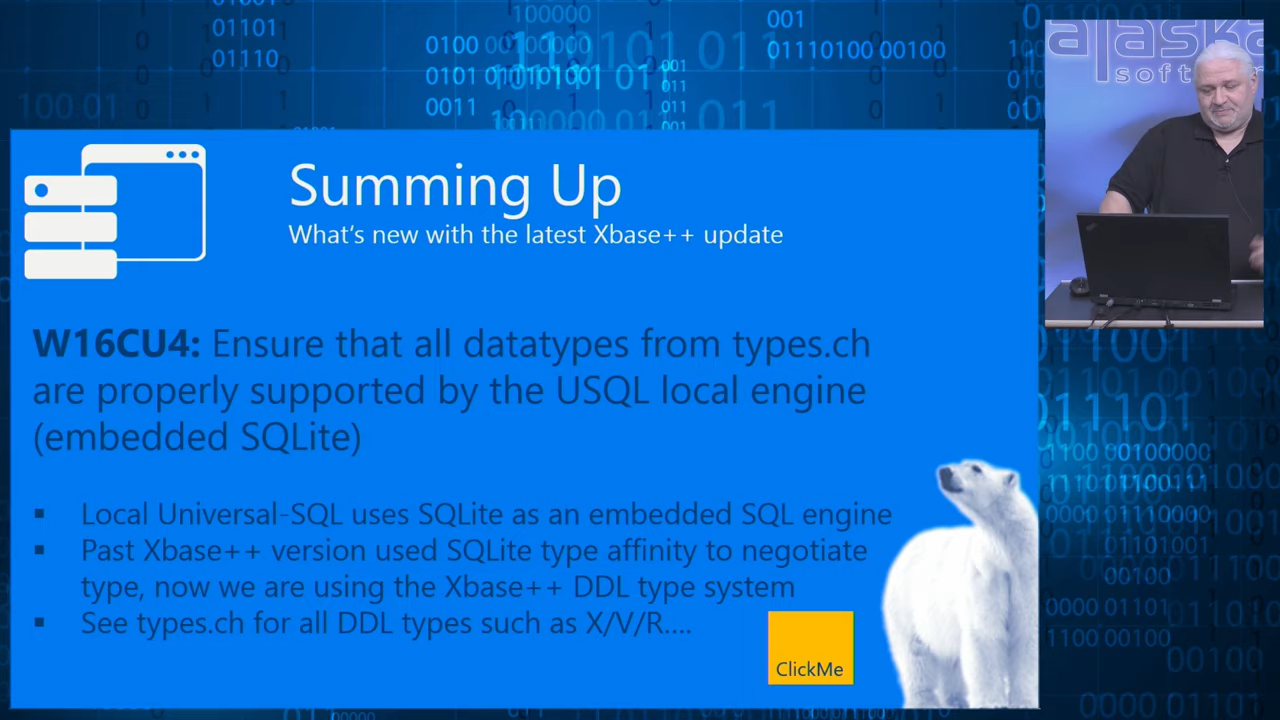 alaska
software
Summing Up
What's new with the latest Xbase++ update
W16CU4: Ensure that all datatypes from types.ch
are properly supported by the USQL local engine
(embedded SQLite)
▪ Local Universal-SQL uses SQLite as an embedded SQL engine
▪ Past Xbase++ version used SQLite type affinity to negotiate
type, now we are using the Xbase++ DDL type system
▪ See types.ch for all DDL types such as X/V/R....
ClickMe